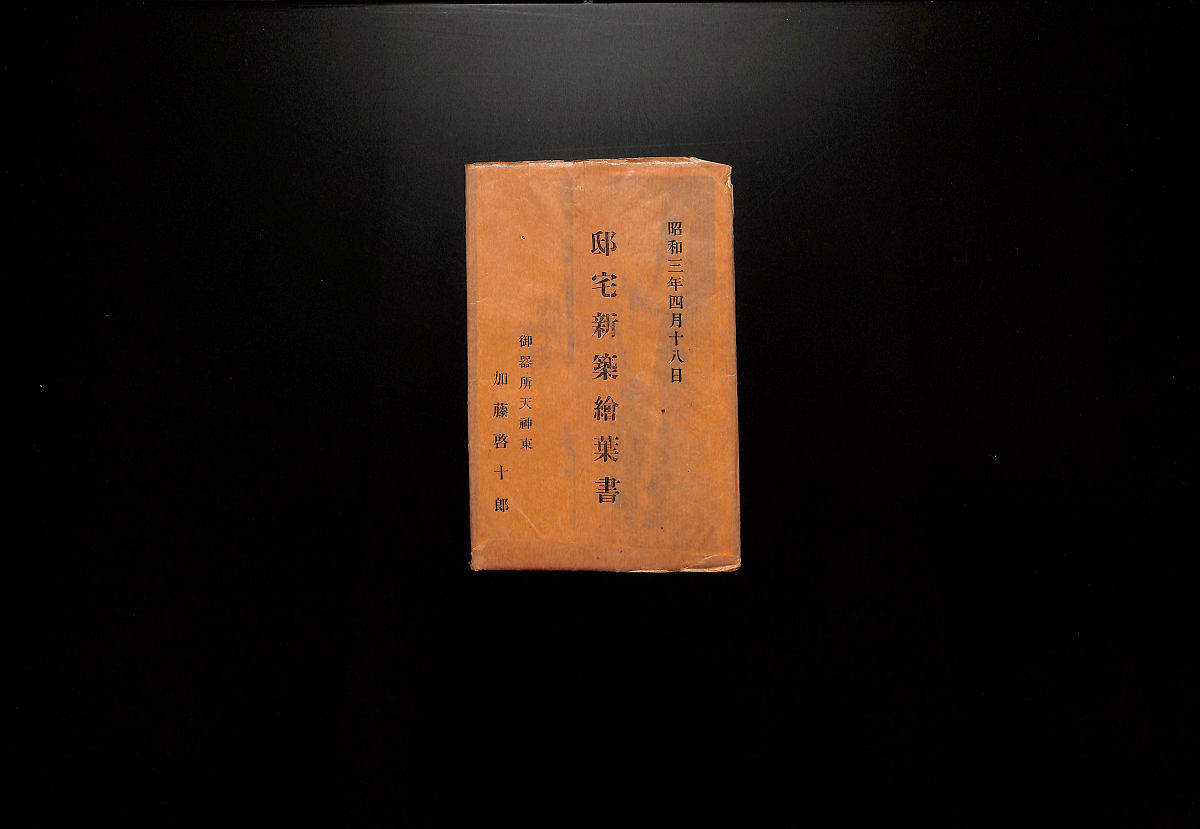 昭和三年四月十八日
邸宅新築繪葉書
御器所天神東
加藤啓十郎